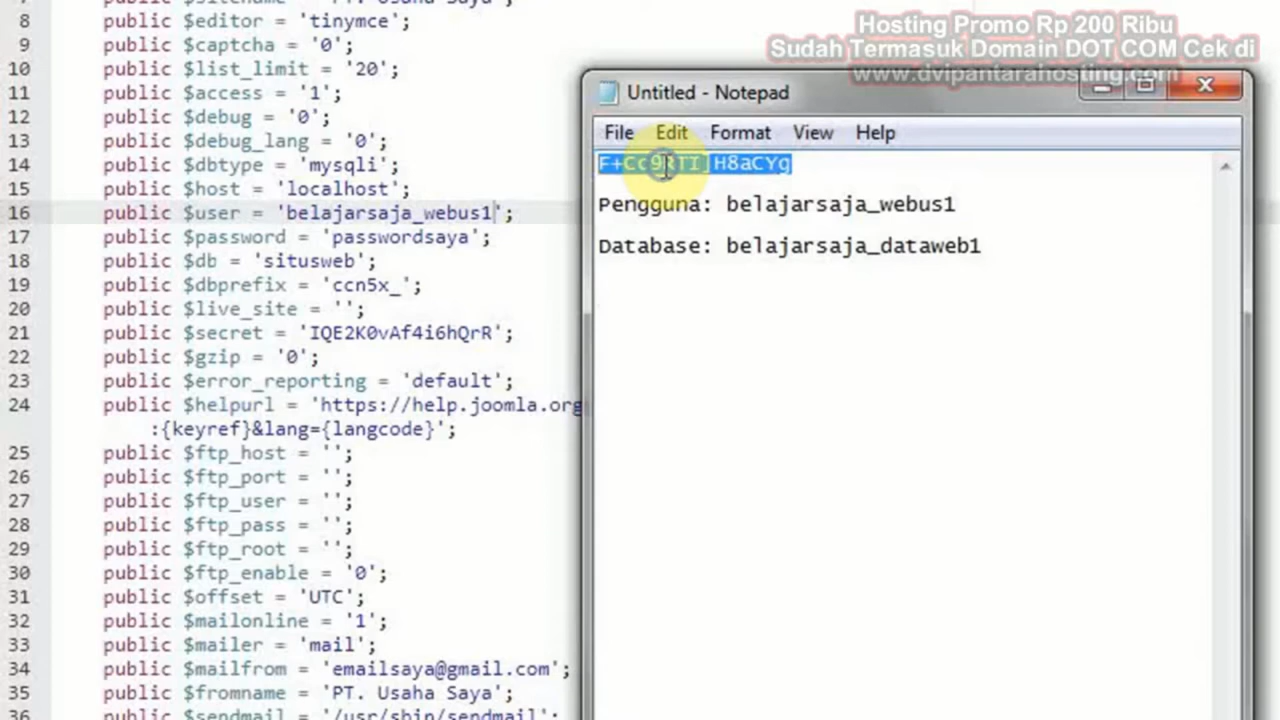 8 public $editor = 'tinymce';
9 public $captcha = '0';
10 public $list_limit = '20';
11 public $access = '1';
12 public $debug = '0';
13 public $debug_lang = '0';
14 public $dbtype = 'mysqli';
15 public $host = 'localhost';
16 public $user = 'belajarsaja_webus1';
17 public $password = 'passwordsaya';
18 public $db = 'situsweb';
19 public $dbprefix = 'ccn5x_';
20 public $live_site = '';
21 public $secret = 'IQE2K0vAf4i6hQrR';
22 public $gzip = '0';
23 public $error_reporting = 'default';
24 public $helpurl = 'https://help.joomla.org
:{keyref}&lang={langcode}';
25 public $ftp_host = '';
26 public $ftp_port = '';
27 public $ftp_user = '';
28 public $ftp_pass = '';
29 public $ftp_root = '';
30 public $ftp_enable = '0';
31 public $offset = 'UTC';
32 public $mailonline = '1';
33 public $mailer = 'mail';
34 public $mailfrom = 'emailsaya@gmail.com';
35 public $fromname = 'PT. Usaha Saya';
36 public $sendmail = '/usr/sbin/sendmail';
Hosting Promo Rp 200 Ribu
Sudah Termasuk Domain DOT COM Cek di
www.dvipantarahosting.com
Untitled - Notepad
File Edit Format View Help
Pengguna: belajarsaja_webus1
Database: belajarsaja_dataweb1